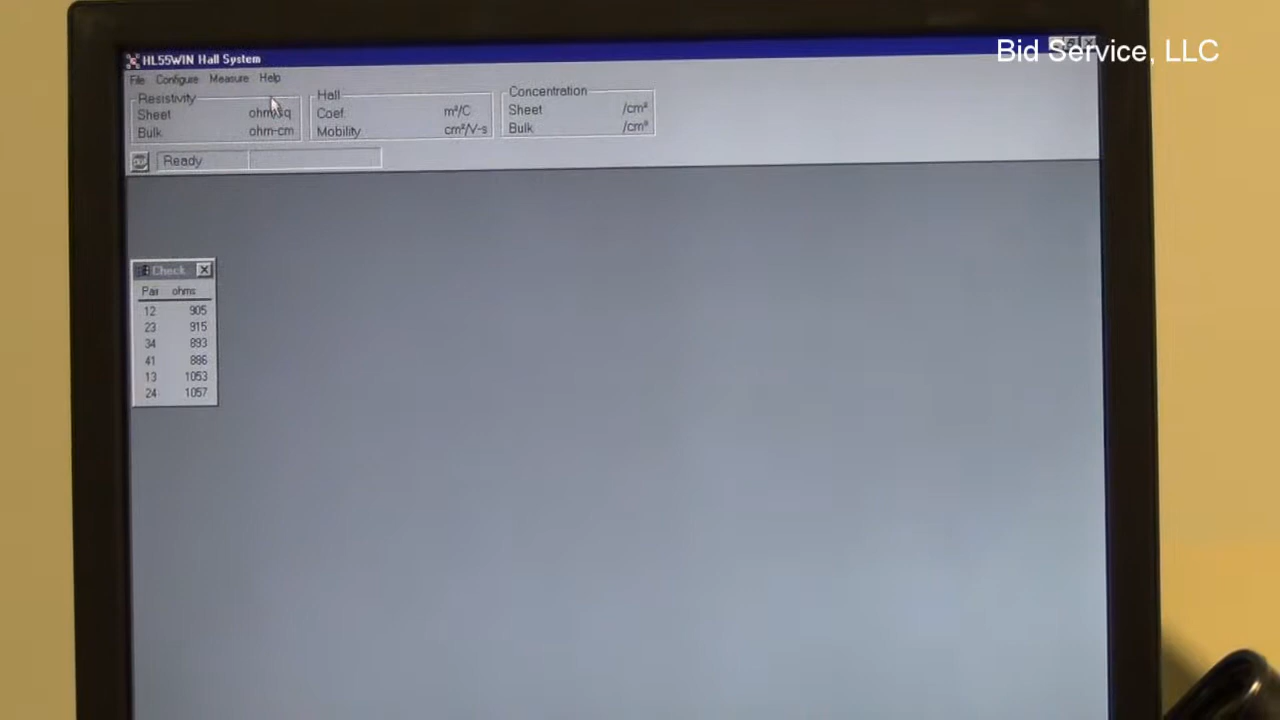 Bid Service, LLC
HL55WIN Hall System
File Configure Measure Help
Resistivity Hall Concentration
Sheet ohm/sq Coef. m²/C Sheet /cm²
Bulk ohm-cm Mobility cm²/V-s Bulk /cm³
Ready
Check
Pair ohms
12 905
23 915
34 893
41 886
13 1053
24 1057